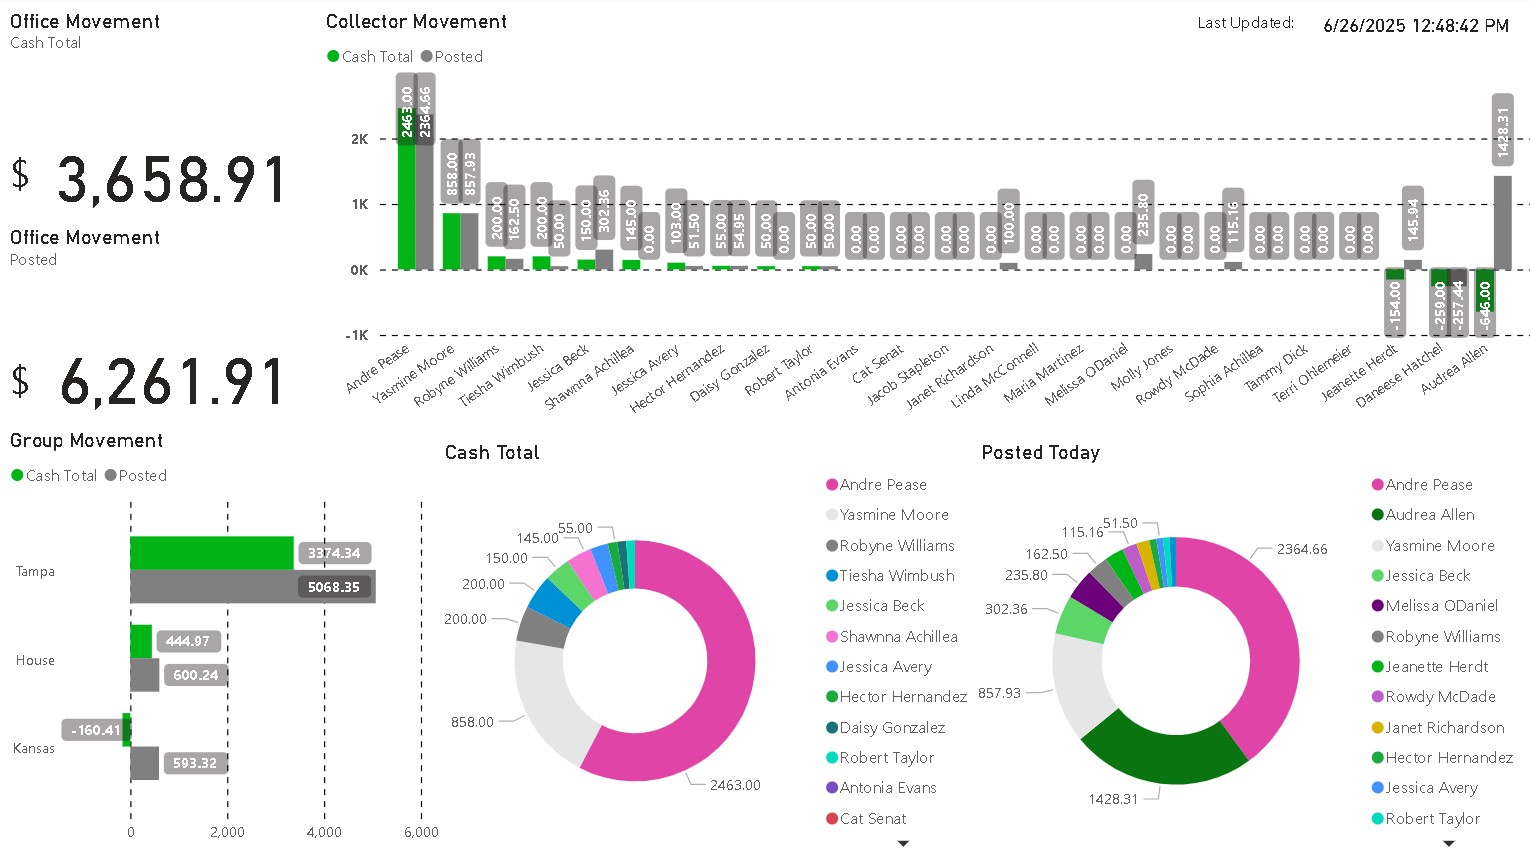 Office Movement
Cash Total
$ 3,658.91
Office Movement
Posted
$ 6,261.91
Collector Movement
Last Updated: 6/26/2025 12:48:42 PM
Cash Total Posted
2K
1K
0K
-1K
2463.00 2364.66
858.00 857.93
200.00 162.50
200.00 50.00
150.00 302.36
145.00 0.00
103.00 51.50
55.00 54.95
50.00 0.00
50.00 50.00
0.00 0.00
0.00 0.00
0.00 0.00
0.00 100.00
0.00 0.00
0.00 0.00
0.00 235.80
0.00 0.00
0.00 115.16
0.00 0.00
0.00 0.00
0.00 0.00
-154.00 145.94
-259.00 -257.44
-646.00 1428.31
Andre Pease
Yasmine Moore
Robyne Williams
Tiesha Wimbush
Jessica Beck
Shawnna Achillea
Jessica Avery
Hector Hernandez
Daisy Gonzalez
Robert Taylor
Antonia Evans
Cat Senat
Jacob Stapleton
Janet Richardson
Linda McConnell
Maria Martinez
Melissa ODaniel
Molly Jones
Rowdy McDade
Sophia Achillea
Tammy Dick
Terri Ohlemeier
Jeanette Herdt
Daneese Hatchel
Audrea Allen
Group Movement
Cash Total Posted
Tampa
3374.34
5068.35
House
444.97
600.24
Kansas
-160.41
593.32
0 2,000 4,000 6,000
Cash Total
55.00
145.00
150.00
200.00
200.00
858.00
2463.00
Andre Pease
Yasmine Moore
Robyne Williams
Tiesha Wimbush
Jessica Beck
Shawnna Achillea
Jessica Avery
Hector Hernandez
Daisy Gonzalez
Robert Taylor
Antonia Evans
Cat Senat
Posted Today
51.50
115.16
162.50
235.80
302.36
857.93
1428.31
2364.66
Andre Pease
Audrea Allen
Yasmine Moore
Jessica Beck
Melissa ODaniel
Robyne Williams
Jeanette Herdt
Rowdy McDade
Janet Richardson
Hector Hernandez
Jessica Avery
Robert Taylor